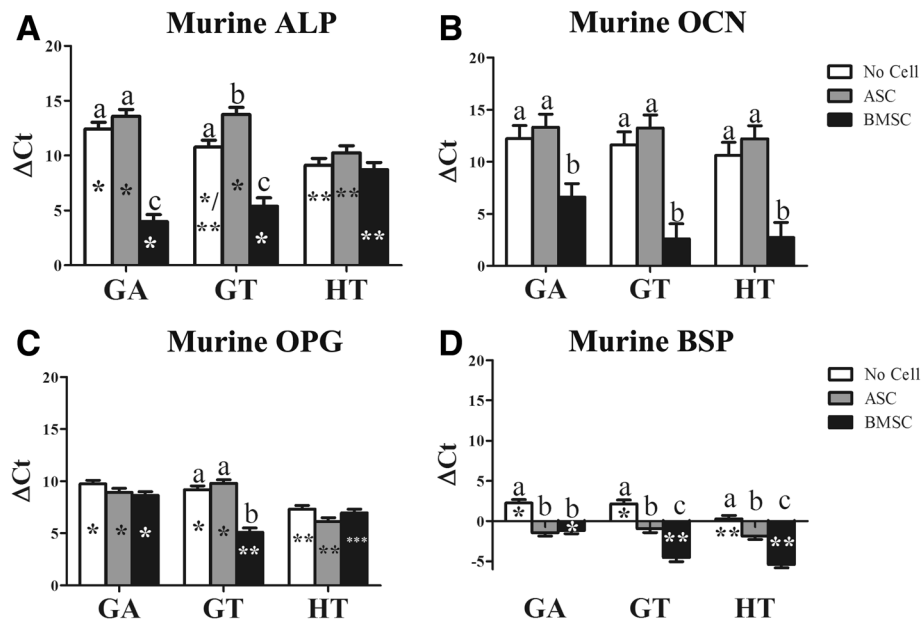 A
Murine ALP
ΔCt
20
15
10
5
0
a a c
a b c
* * *
*/
** * *
** ** **
GA GT HT
B
Murine OCN
ΔCt
20
15
10
5
0
a a b
a a b
a a b
GA GT HT
No Cell
ASC
BMSC
C
Murine OPG
ΔCt
20
15
10
5
0
a a b
* * *
* * **
** ** ***
GA GT HT
D
Murine BSP
ΔCt
20
15
10
5
0
-5
a b b
a b c
a b c
* *
* **
** **
GA GT HT
No Cell
ASC
BMSC